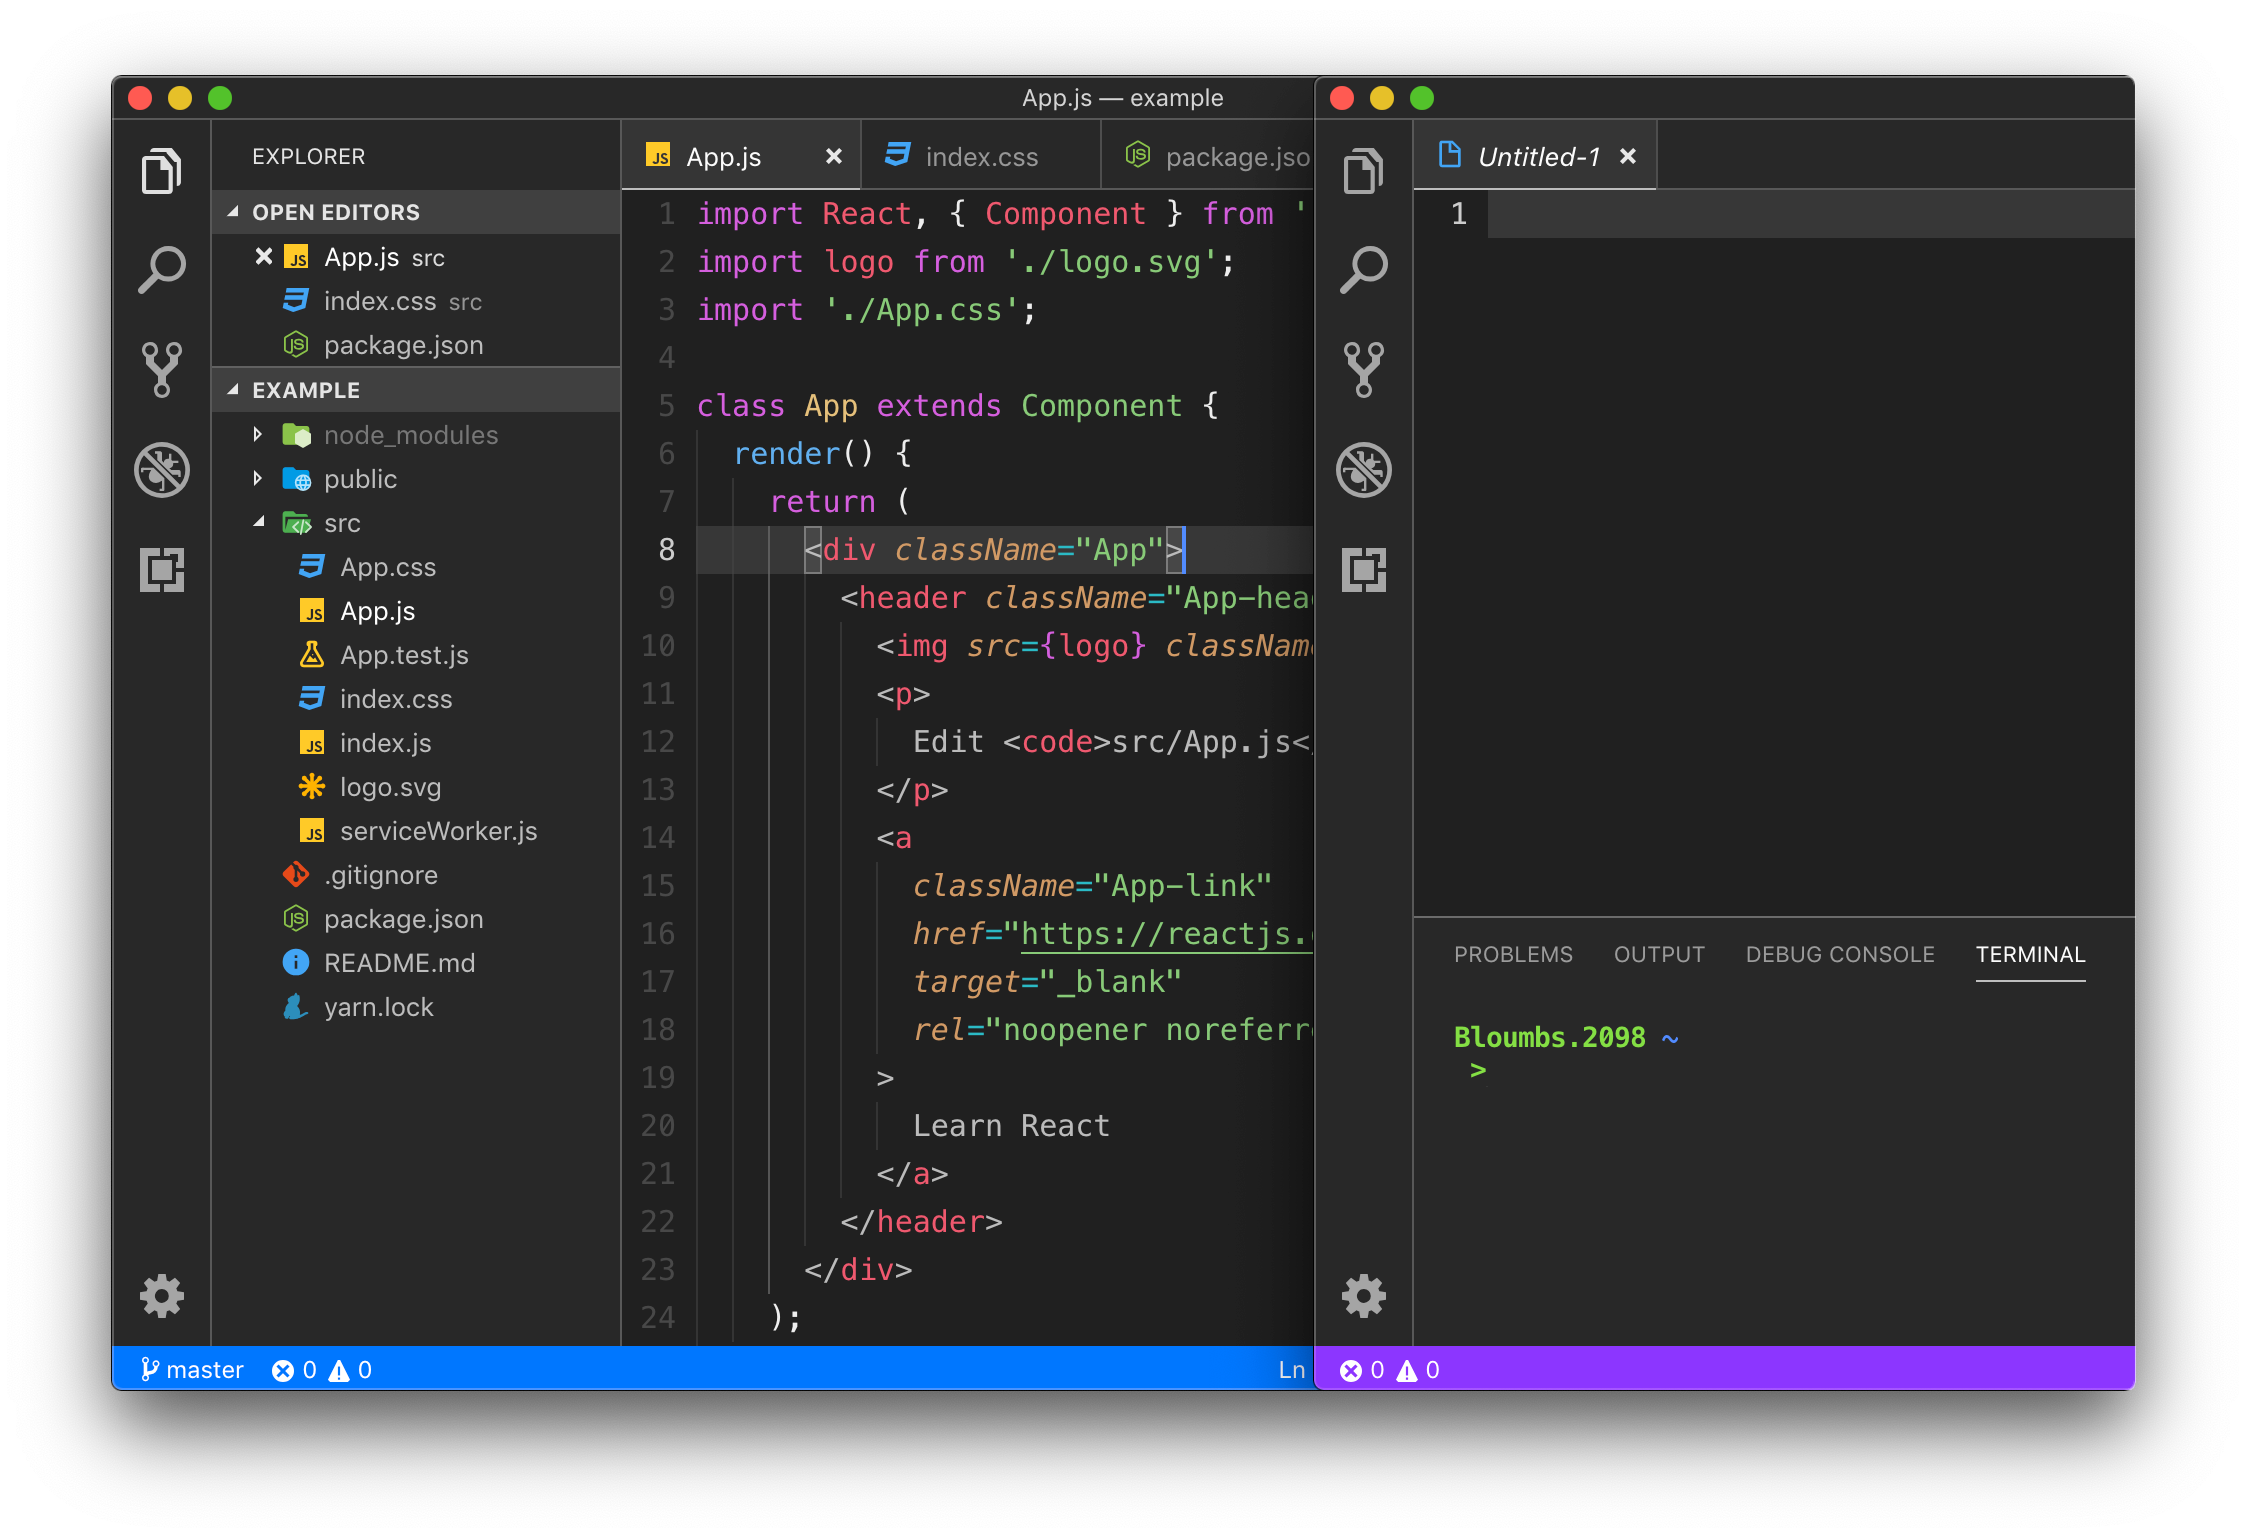 App.js — example
EXPLORER
OPEN EDITORS
App.js src
index.css src
package.json
EXAMPLE
node_modules
public
src
App.css
App.js
App.test.js
index.css
index.js
logo.svg
serviceWorker.js
.gitignore
package.json
README.md
yarn.lock
App.js index.css package.jso
1 import React, { Component } from '
2 import logo from './logo.svg';
3 import './App.css';
4
5 class App extends Component {
6 render() {
7 return (
8 <div className="App">
9 <header className="App-head
10 <img src={logo} className
11 <p>
12 Edit <code>src/App.js</
13 </p>
14 <a
15 className="App-link"
16 href="https://reactjs.
17 target="_blank"
18 rel="noopener noreferre
19 >
20 Learn React
21 </a>
22 </header>
23 </div>
24 );
master 0 0 Ln
Untitled-1
1
PROBLEMS OUTPUT DEBUG CONSOLE TERMINAL
Bloumbs.2098 ~
>
0 0